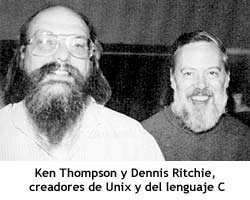 Ken Thompson y Dennis Ritchie,
creadores de Unix y del lenguaje C